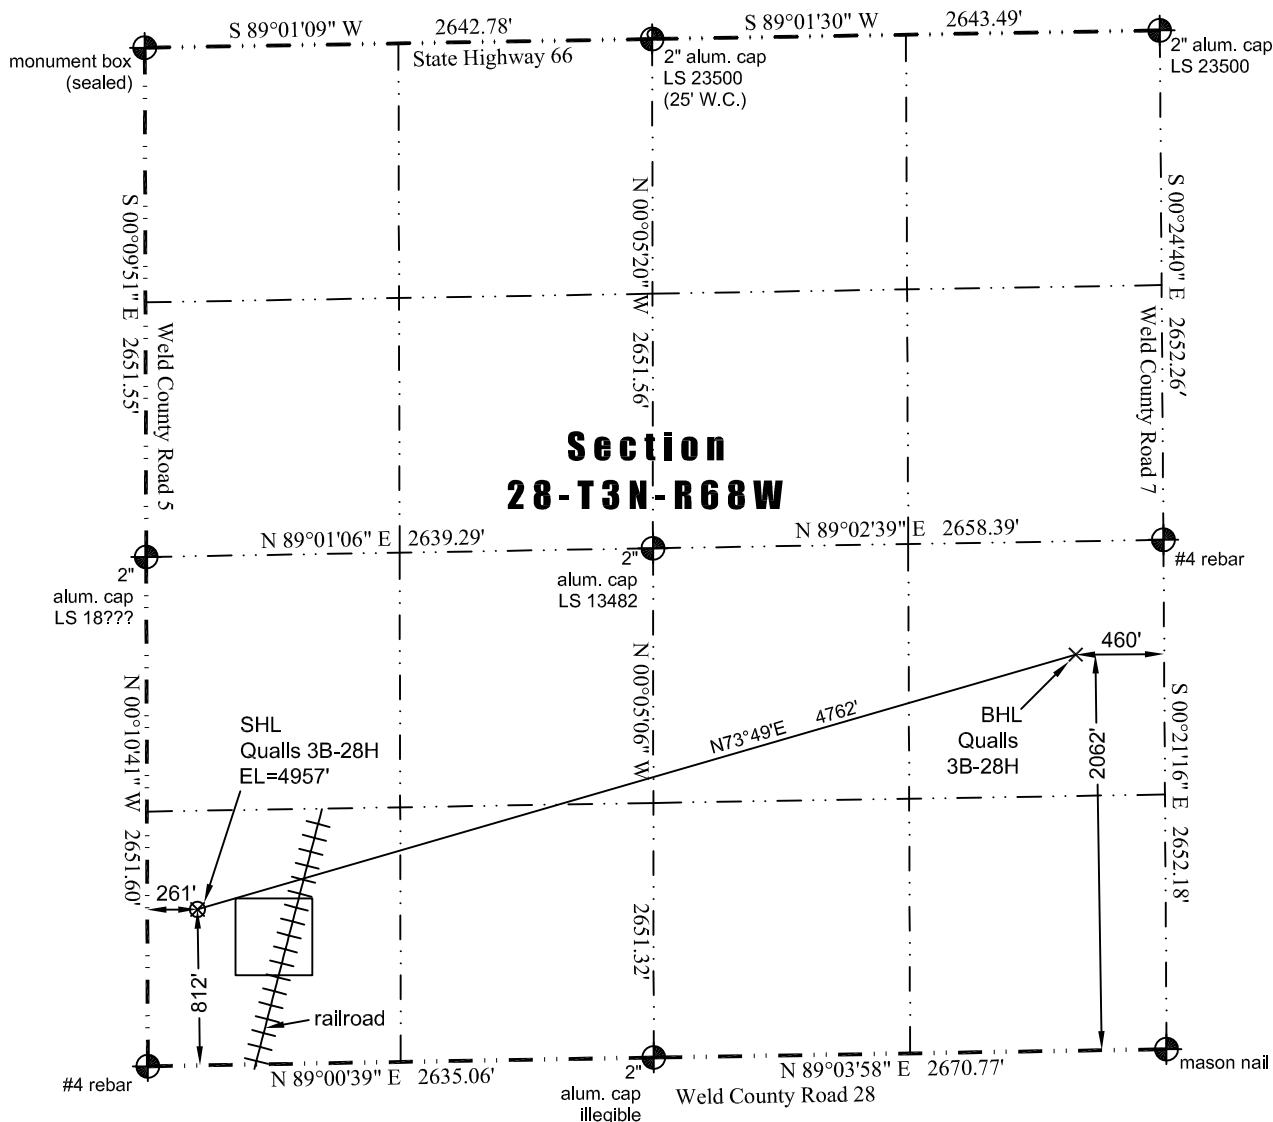 S 89°01'09" W 2642.78'
S 89°01'30" W 2643.49'
monument box
(sealed)
State Highway 66
2" alum. cap
LS 23500
(25' W.C.)
2" alum. cap
LS 23500
S 00°09'51" E 2651.55'
Weld County Road 5
N 00°05'20" W 2651.56'
S 00°24'40" E 2652.26'
Weld County Road 7
Section
28-T3N-R68W
N 89°01'06" E 2639.29'
N 89°02'39" E 2658.39'
2"
alum. cap
LS 18???
2"
alum. cap
LS 13482
#4 rebar
460'
N 00°10'41" W 2651.60'
SHL
Qualls 3B-28H
EL=4957'
N 00°05'06" W 2651.32'
N73°49'E 4762'
BHL
Qualls
3B-28H
2062'
S 00°21'16" E 2652.18'
261'
812'
railroad
#4 rebar
N 89°00'39" E 2635.06'
2"
alum. cap
illegible
N 89°03'58" E 2670.77'
Weld County Road 28
mason nail